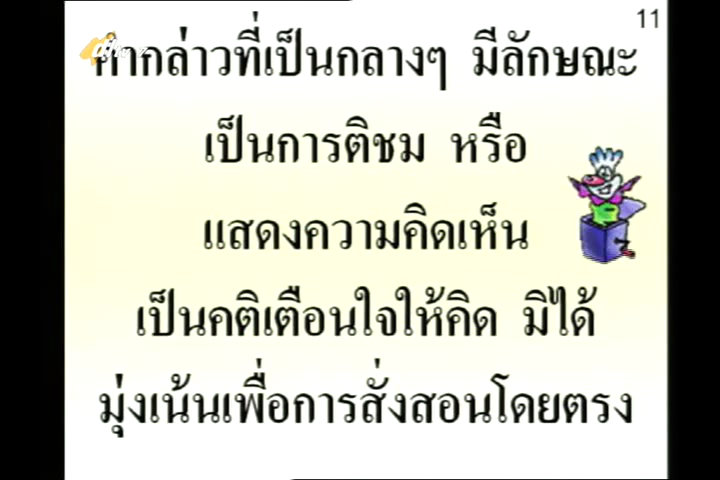 11
คำกล่าวที่เป็นกลางๆ มีลักษณะ
เป็นการติชม หรือ
แสดงความคิดเห็น
เป็นคติเตือนใจให้คิด มิได้
มุ่งเน้นเพื่อการสั่งสอนโดยตรง